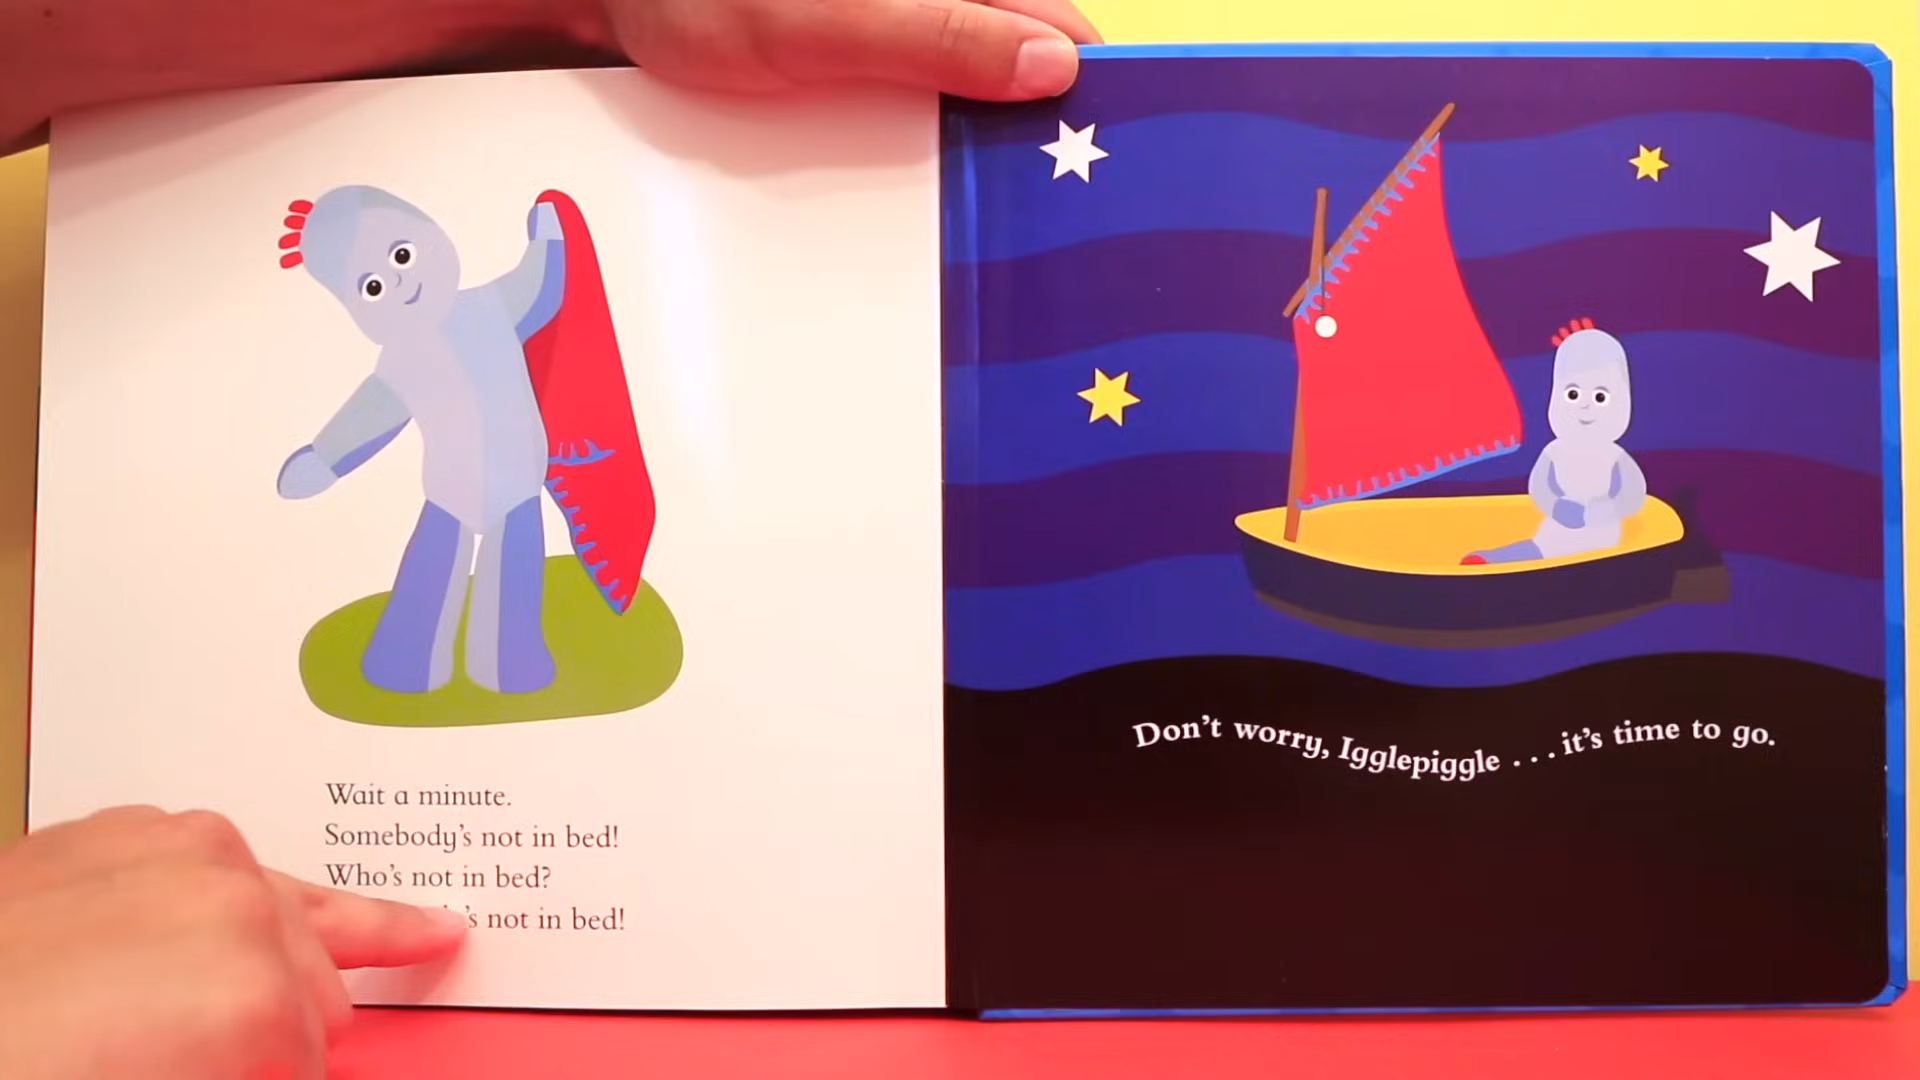 Wait a minute.
Somebody's not in bed!
Who's not in bed?
's not in bed!
Don't worry, Igglepiggle . . . it's time to go.